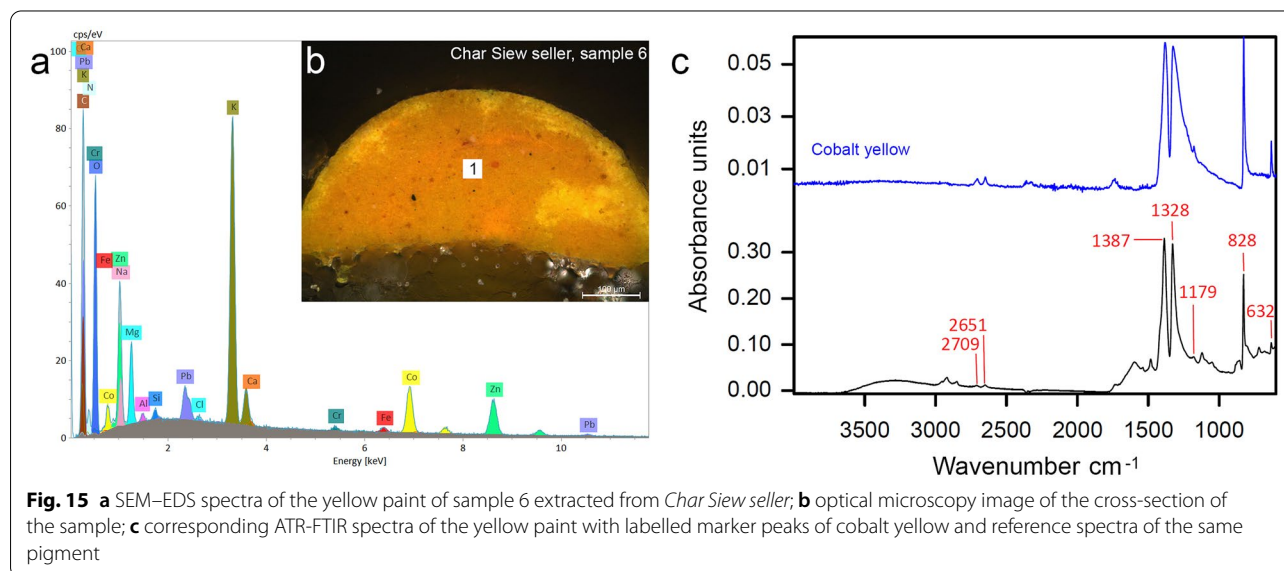 a
cps/eV
100
80
60
40
20
0
Ca
Pb
K
N
C
Cr
O
Fe
Zn
Na
Mg
Co
Al
Si
Pb
Cl
K
Ca
Cr
Fe
Co
Zn
Pb
2
4
6
8
10
Energy [keV]
b
Char Siew seller, sample 6
1
100 µm
c
0.05
0.03
0.01
Cobalt yellow
0.30
0.20
0.10
0.00
Absorbance units
2709
2651
1387
1328
1179
828
632
3500 3000 2500 2000 1500 1000
Wavenumber cm-1
Fig. 15 a SEM–EDS spectra of the yellow paint of sample 6 extracted from Char Siew seller; b optical microscopy image of the cross-section of
the sample; c corresponding ATR-FTIR spectra of the yellow paint with labelled marker peaks of cobalt yellow and reference spectra of the same
pigment